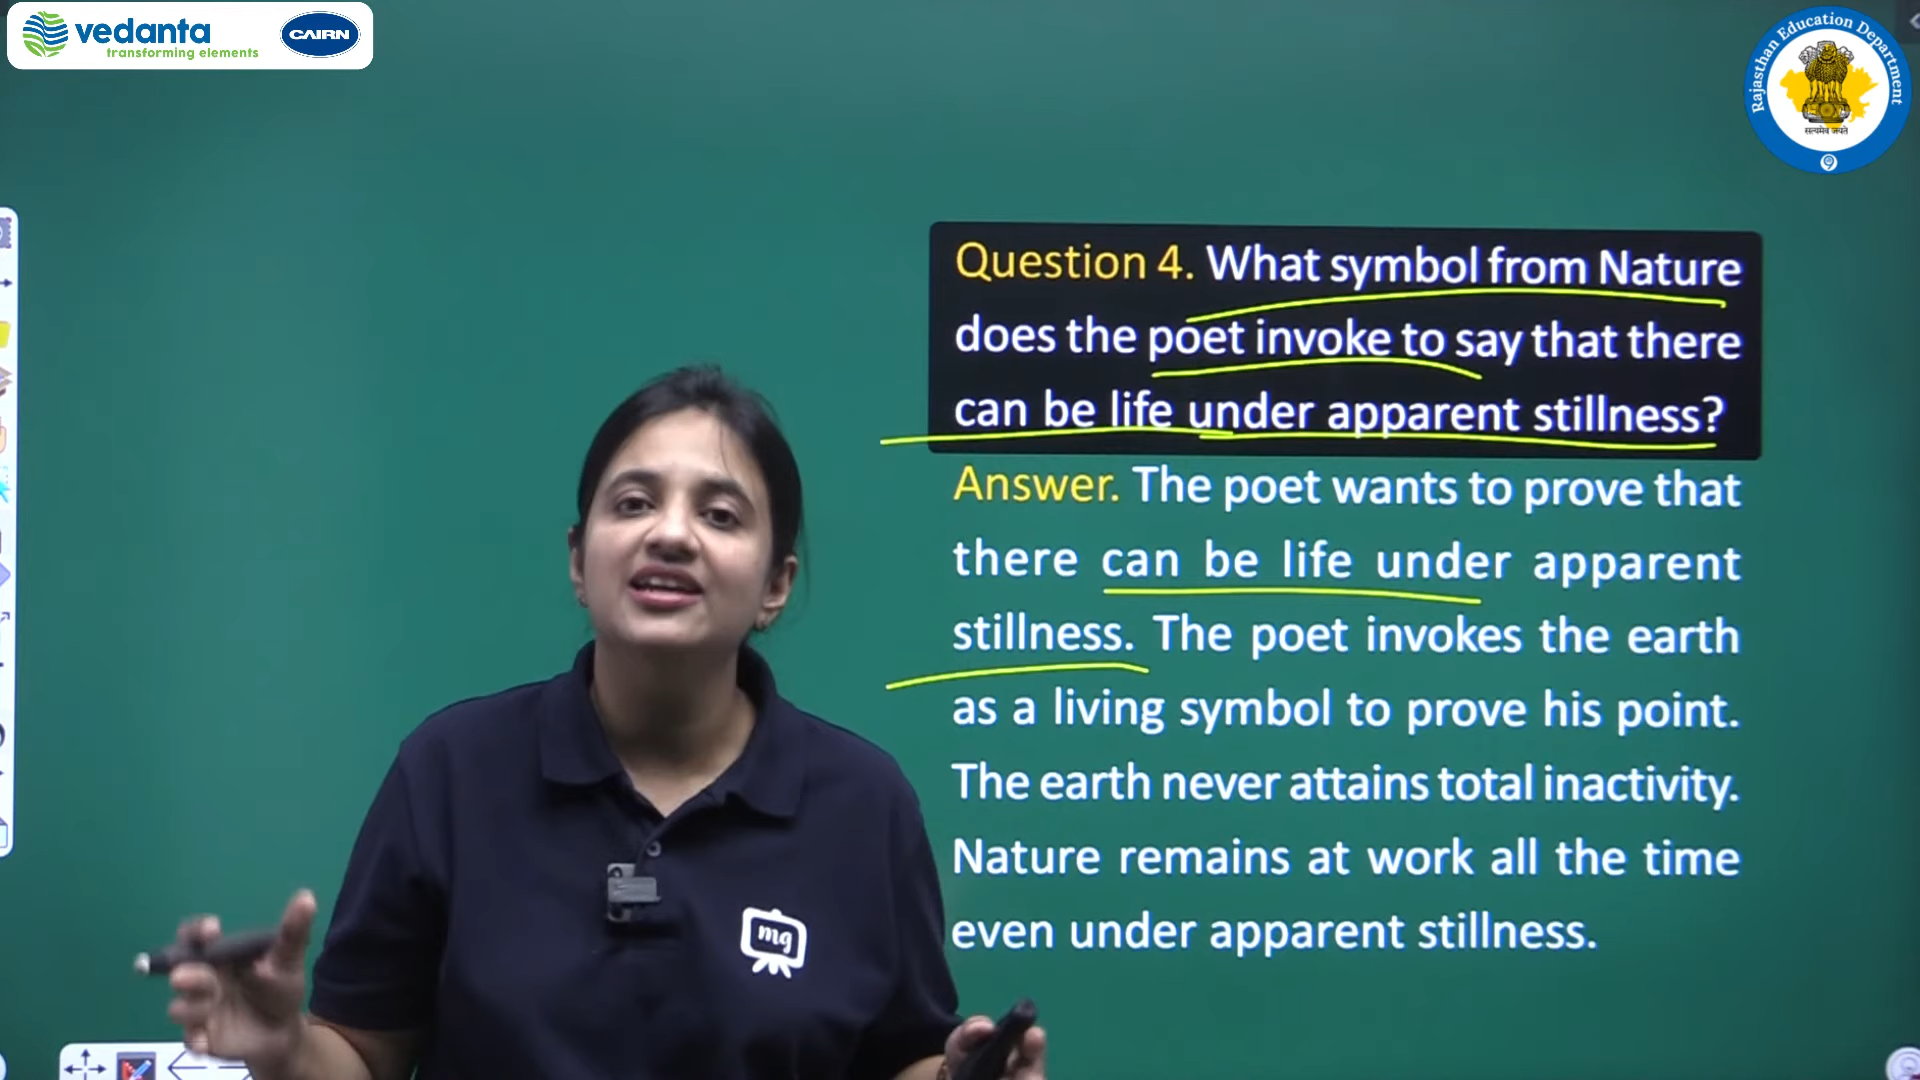 vedanta
transforming elements
CAIRN
Rajasthan Education Department
सत्यमेव जयते
Question 4. What symbol from Nature
does the poet invoke to say that there
can be life under apparent stillness?
Answer. The poet wants to prove that
there can be life under apparent
stillness. The poet invokes the earth
as a living symbol to prove his point.
The earth never attains total inactivity.
Nature remains at work all the time
even under apparent stillness.
mg